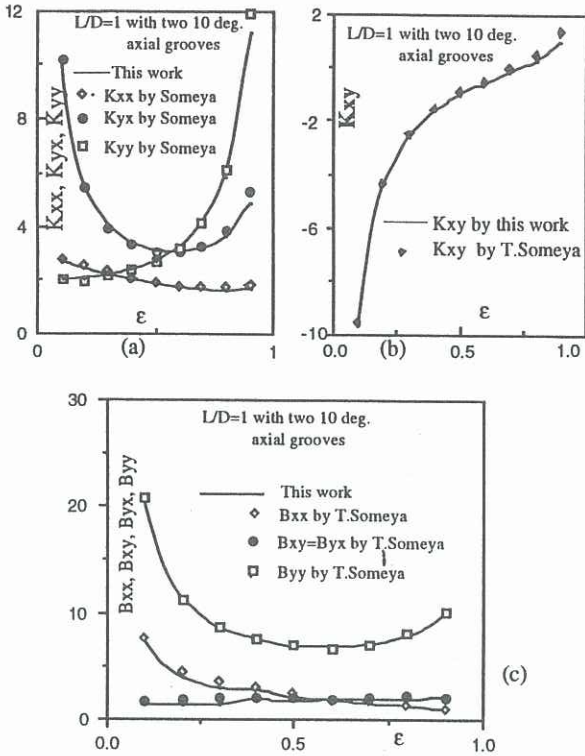 12
8
4
0
Kxx, Kyx, Kyy
L/D=1 with two 10 deg.
axial grooves
This work
Kxx by Someya
Kyx by Someya
Kyy by Someya
0
ε
1
(a)
2
-2
-6
-10
Kxy
L/D=1 with two 10 deg.
axial grooves
Kxy by this work
Kxy by T.Someya
ε
0.0
0.5
1.0
(b)
30
20
10
0
Bxx, Bxy, Byx, Byy
L/D=1 with two 10 deg.
axial grooves
This work
Bxx by T.Someya
Bxy=Byx by T.Someya
Byy by T.Someya
(c)
0.0
0.5
ε
1.0